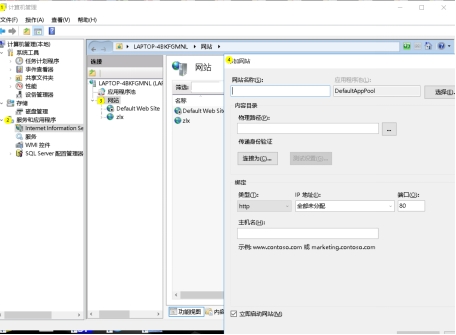 1 计算机管理
文件(F) 操作(A) 查看(V) 帮助(H)
计算机管理(本地)
系统工具
任务计划程序
事件查看器
共享文件夹
性能
设备管理器
存储
磁盘管理
2 服务和应用程序
Internet Information Se
服务
WMI 控件
SQL Server 配置管理器
LAPTOP-4BKFGMNL 网站
连接
LAPTOP-4BKFGMNL (LAP
应用程序池
3 网站
Default Web Site
zlx
网站
筛选:
名称
Default Web Site
zlx
功能视图 内容
4 加网站
网站名称(S):
应用程序池(L):
DefaultAppPool
选择(E)...
内容目录
物理路径(P):
...
传递身份验证
连接为(C)...
测试设置(G)...
绑定
类型(T): IP 地址(I): 端口(O):
http 全部未分配 80
主机名(H):
示例: www.contoso.com 或 marketing.contoso.com
立即启动网站(M)